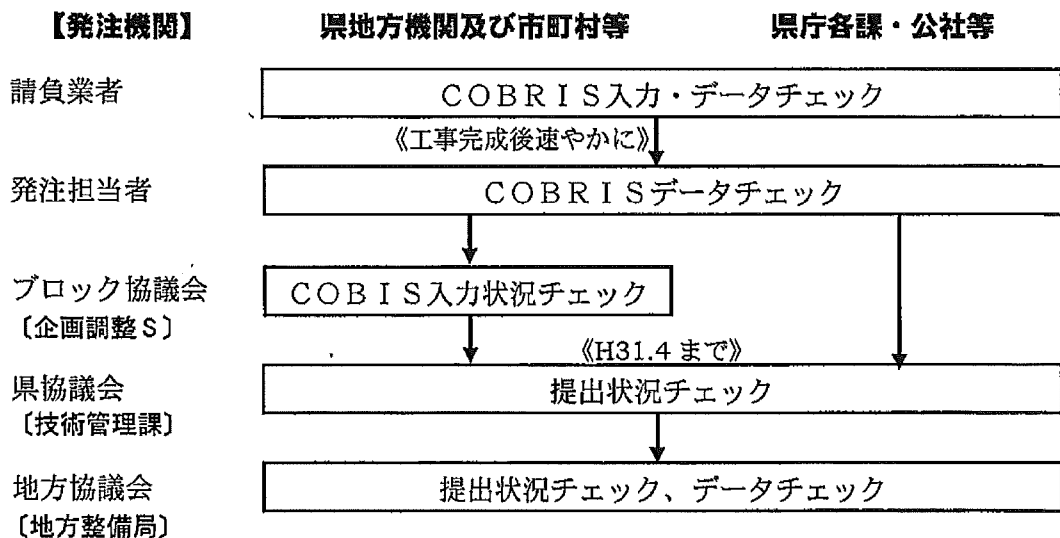 【発注機関】 県地方機関及び市町村等 県庁各課・公社等
請負業者 COBRIS入力・データチェック
《工事完成後速やかに》
発注担当者 COBRISデータチェック
ブロック協議会 COBIS入力状況チェック
〔企画調整S〕
《H31.4 まで》
県協議会 提出状況チェック
〔技術管理課〕
地方協議会 提出状況チェック、データチェック
〔地方整備局〕